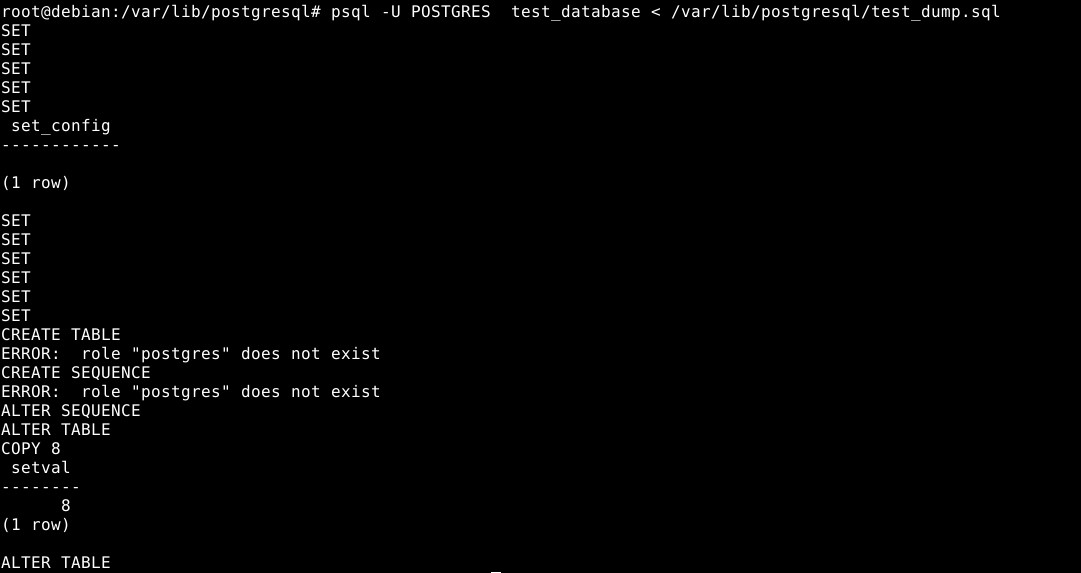 root@debian:/var/lib/postgresql# psql -U POSTGRES  test_database < /var/lib/postgresql/test_dump.sql
SET
SET
SET
SET
SET
 set_config
------------

(1 row)

SET
SET
SET
SET
SET
SET
CREATE TABLE
ERROR:  role "postgres" does not exist
CREATE SEQUENCE
ERROR:  role "postgres" does not exist
ALTER SEQUENCE
ALTER TABLE
COPY 8
 setval
--------
      8
(1 row)

ALTER TABLE